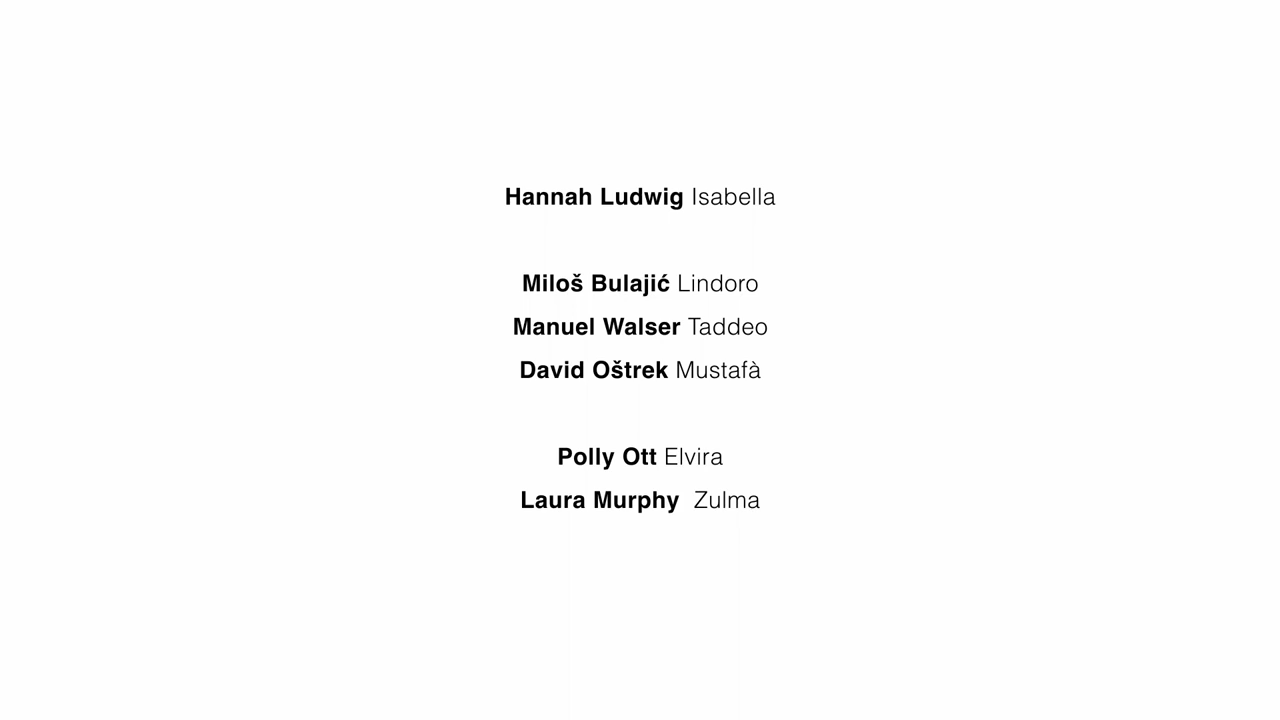 Hannah Ludwig Isabella
Miloš Bulajić Lindoro
Manuel Walser Taddeo
David Oštrek Mustafà
Polly Ott Elvira
Laura Murphy  Zulma